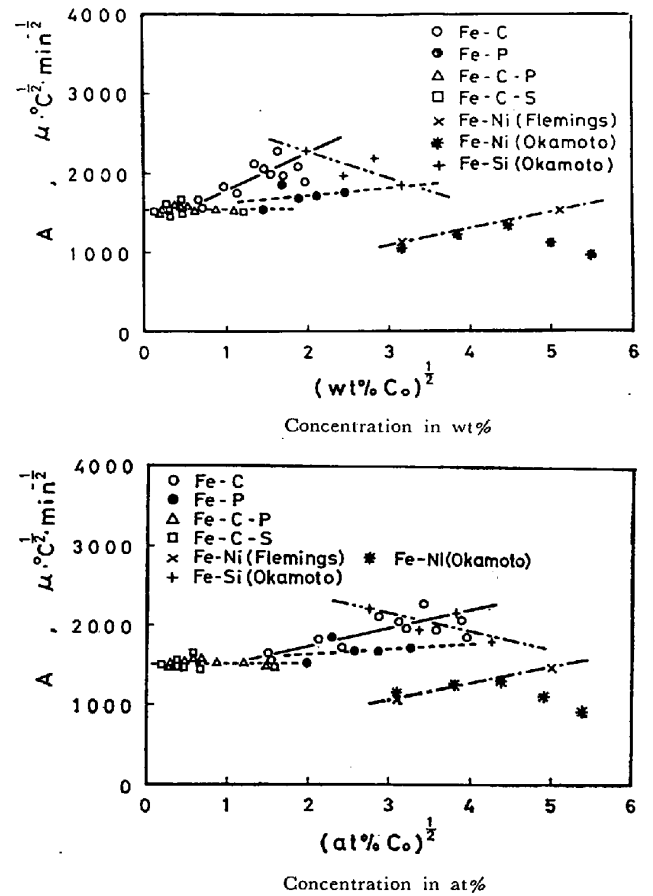 4000
3000
2000
1000
0
A , μ·°C^½·min^-½
○ Fe-C
● Fe-P
△ Fe-C-P
□ Fe-C-S
× Fe-Ni (Flemings)
✱ Fe-Ni (Okamoto)
+ Fe-Si (Okamoto)
0 1 2 3 4 5 6
(wt% C₀)^½
Concentration in wt%
4000
3000
2000
1000
0
A , μ·°C^½·min^-½
○ Fe-C
● Fe-P
△ Fe-C-P
□ Fe-C-S
× Fe-Ni (Flemings) ✱ Fe-Ni (Okamoto)
+ Fe-Si (Okamoto)
0 1 2 3 4 5 6
(at% C₀)^½
Concentration in at%